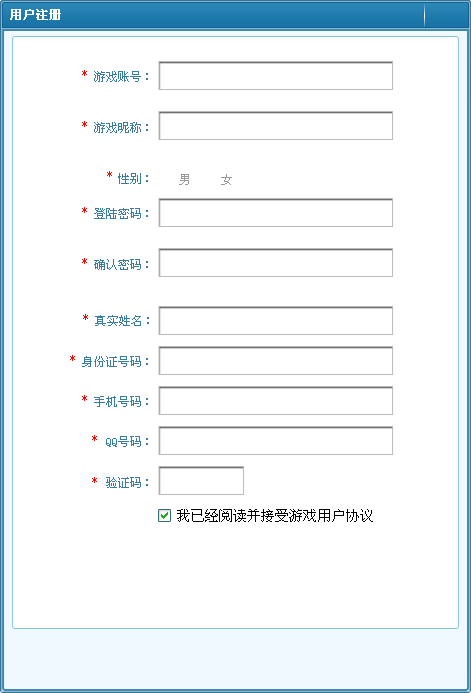 用户注册
* 游戏账号：
* 游戏昵称：
* 性别： 男 女
* 登陆密码：
* 确认密码：
* 真实姓名：
* 身份证号码：
* 手机号码：
* QQ号码：
* 验证码：
我已经阅读并接受游戏用户协议